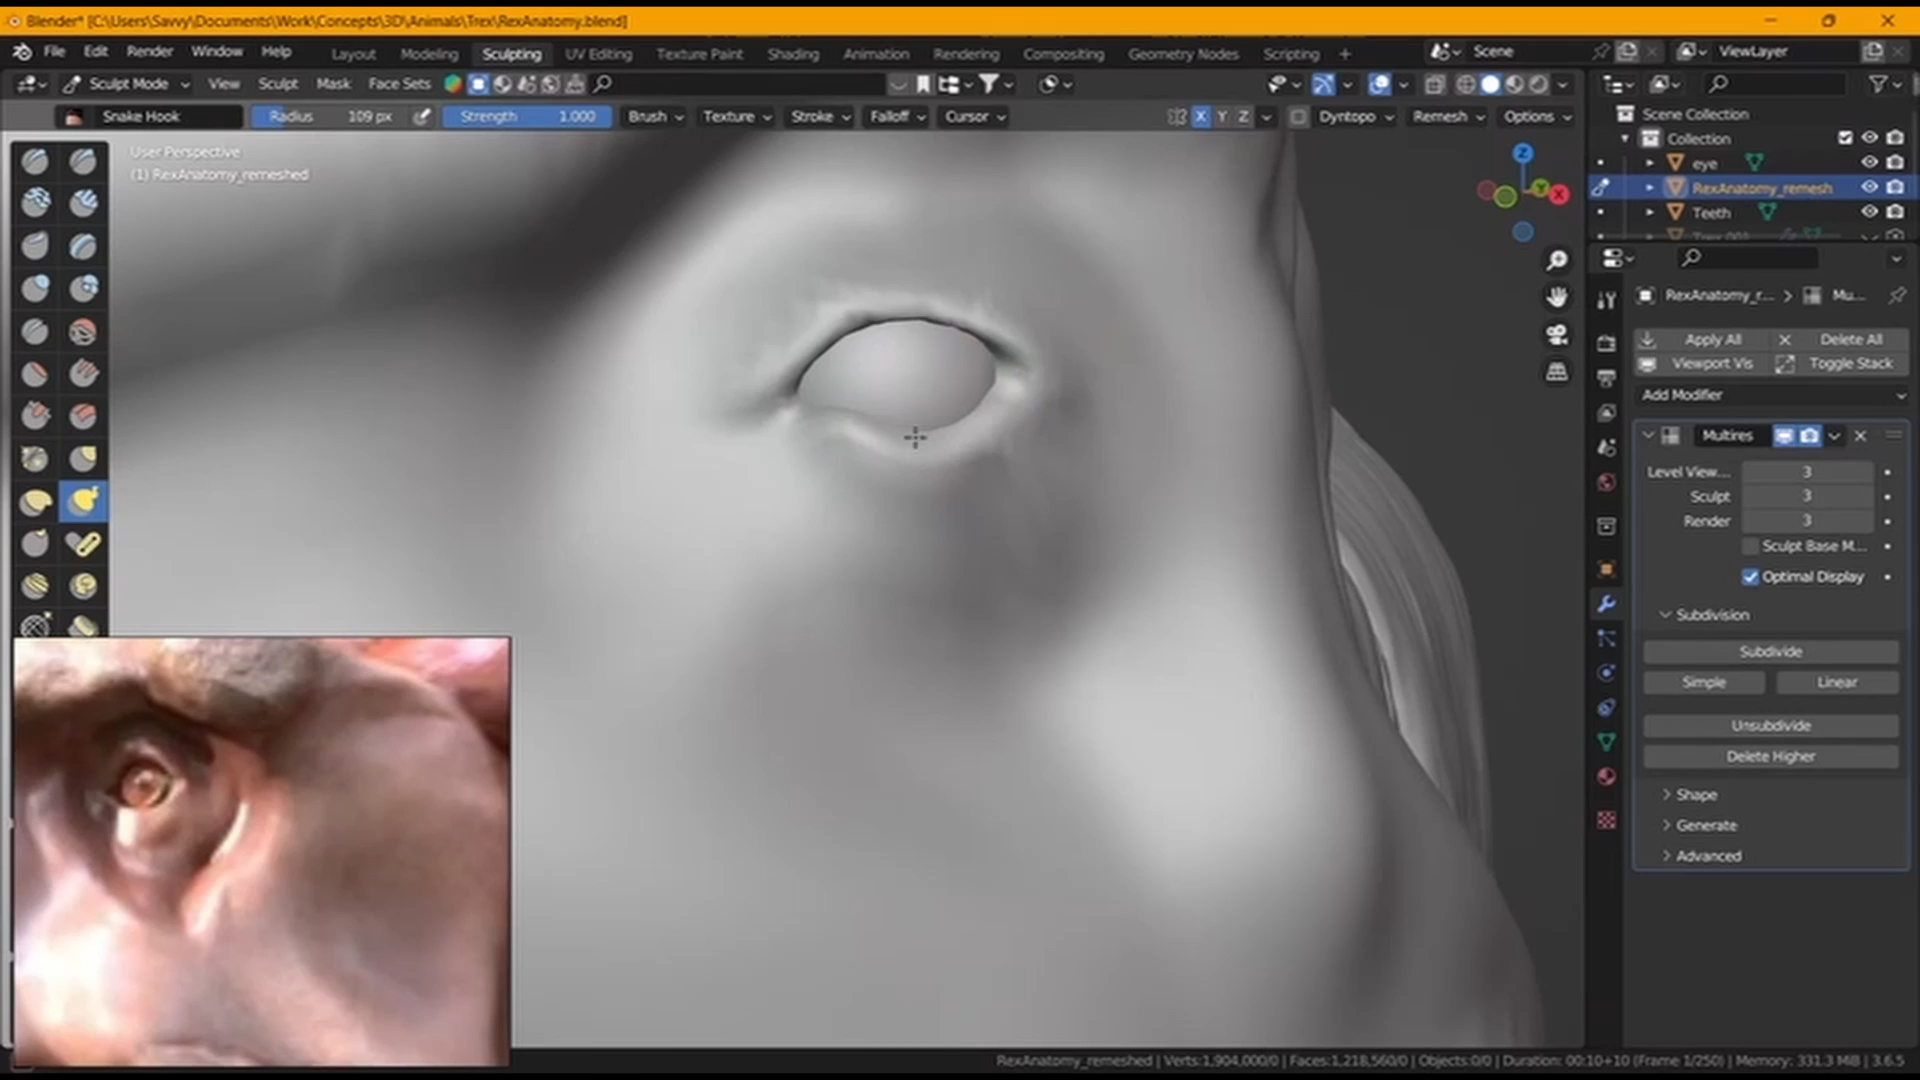 Blender* [C:\Users\Savvy\Documents\Work\Concepts\3D\Animals\Trex\RexAnatomy.blend]
File Edit Render Window Help Layout Modeling Sculpting UV Editing Texture Paint Shading Animation Rendering Compositing Geometry Nodes Scripting + Scene ViewLayer
Sculpt Mode View Sculpt Mask Face Sets
Snake Hook Radius 109 px Strength 1.000 Brush Texture Stroke Falloff Cursor X Y Z Dyntopo Remesh Options
User Perspective
(1) RexAnatomy_remeshed
Z
Y
X
Scene Collection
Collection
eye
RexAnatomy_remesh
Teeth
RexAnatomy_r... > Mu...
Apply All Delete All
Viewport Vis Toggle Stack
Add Modifier
Multires
Level View... 3
Sculpt 3
Render 3
Sculpt Base M...
Optimal Display
Subdivision
Subdivide
Simple Linear
Unsubdivide
Delete Higher
Shape
Generate
Advanced
RexAnatomy_remeshed | Verts:1,904,000/0 | Faces:1,218,560/0 | Objects:0/0 | Duration: 00:10+10 (Frame 1/250) | Memory: 331.3 MiB | 3.6.5